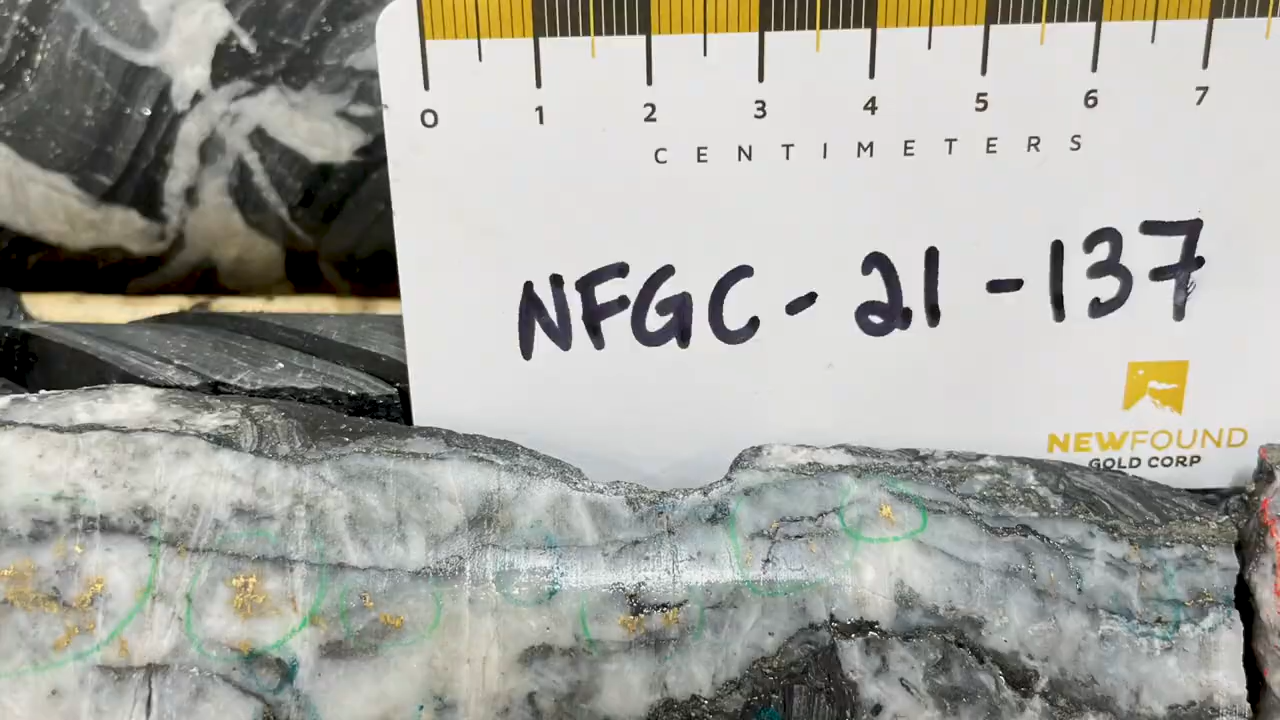 0 1 2 3 4 5 6 7
CENTIMETERS
NFGC-21-137
NEWFOUND
GOLD CORP